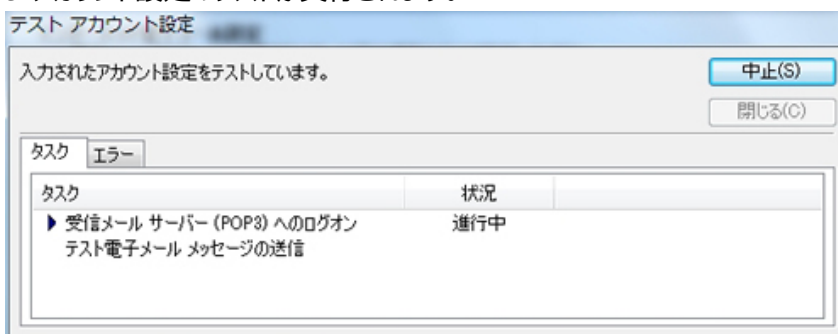 テスト アカウント設定
入力されたアカウント設定をテストしています。
中止(S)
閉じる(C)
タスク エラー
タスク 状況
受信メール サーバー (POP3) へのログオン 進行中
テスト電子メール メッセージの送信